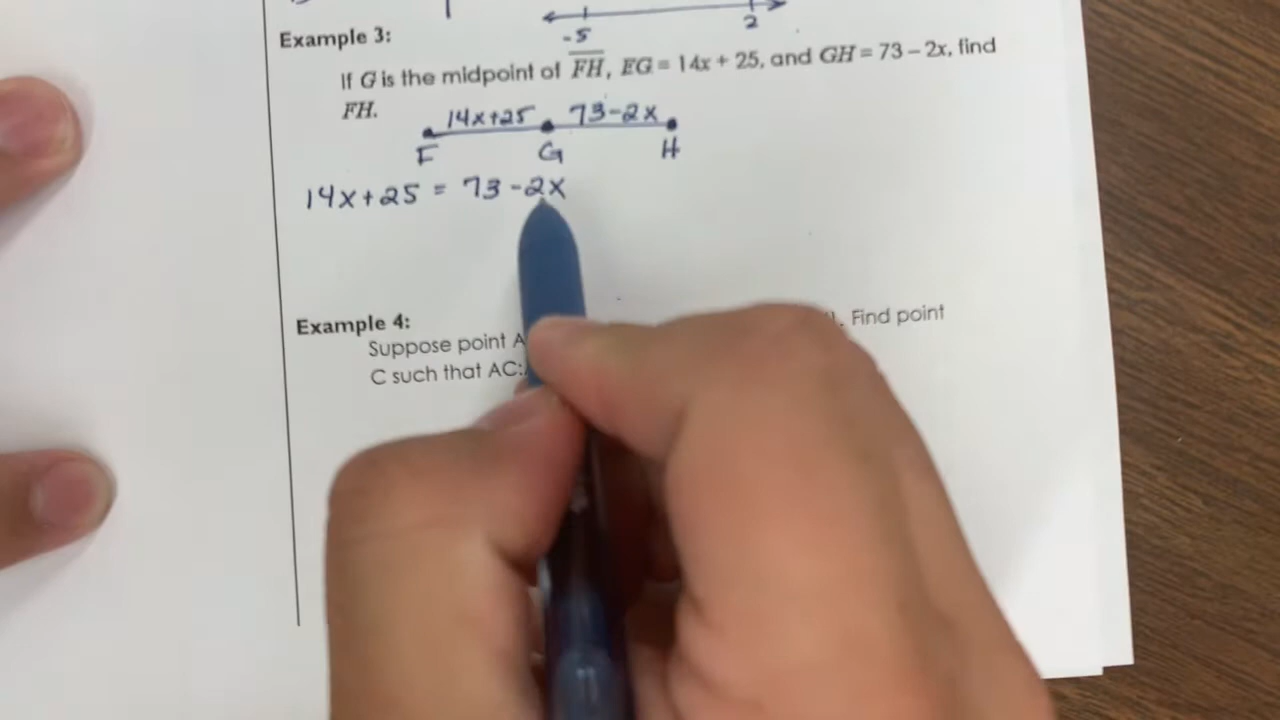 -5 2
Example 3:
If G is the midpoint of FH, EG = 14x + 25, and GH = 73 – 2x, find
FH.
14x+25 73-2x
F G H
14x+25 = 73-2x
Example 4:
Suppose point A . Find point
C such that AC: